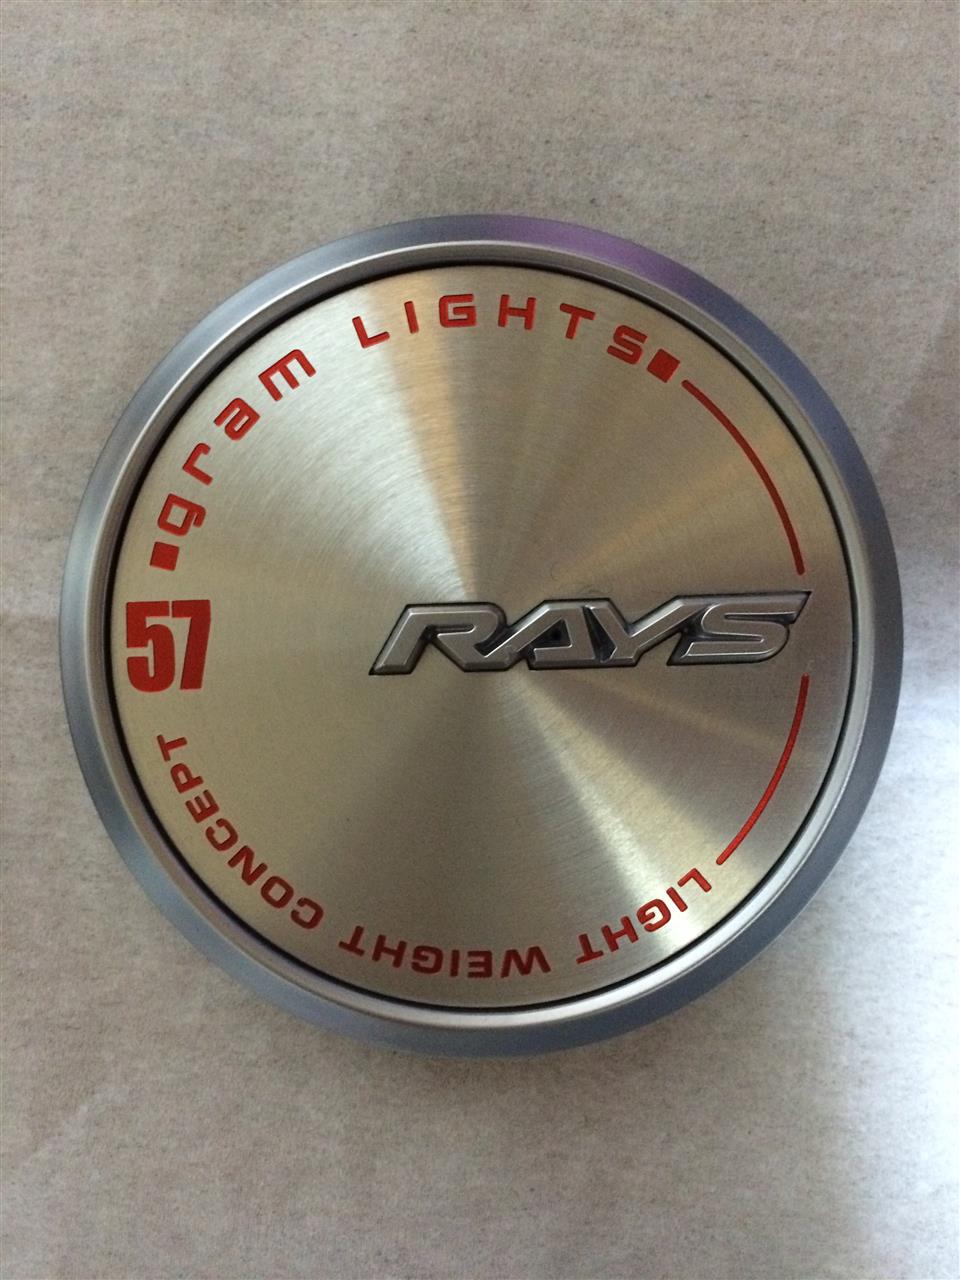 gram LIGHTS
57
RAYS
LIGHT WEIGHT CONCEPT